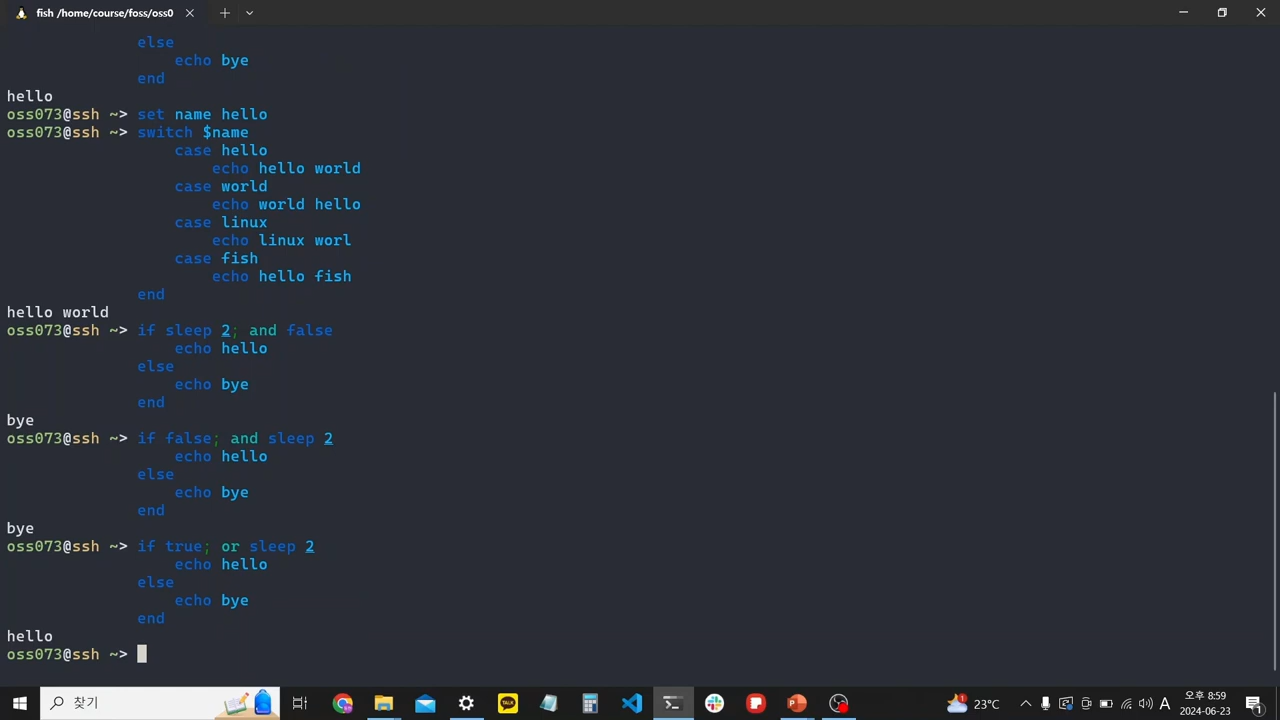 fish /home/course/foss/oss0
else
echo bye
end
hello
oss073@ssh ~> set name hello
oss073@ssh ~> switch $name
case hello
echo hello world
case world
echo world hello
case linux
echo linux worl
case fish
echo hello fish
end
hello world
oss073@ssh ~> if sleep 2; and false
echo hello
else
echo bye
end
bye
oss073@ssh ~> if false; and sleep 2
echo hello
else
echo bye
end
bye
oss073@ssh ~> if true; or sleep 2
echo hello
else
echo bye
end
hello
oss073@ssh ~>
찾기
TALK
23°C
A
오후 8:59
2024-06-23
1
1